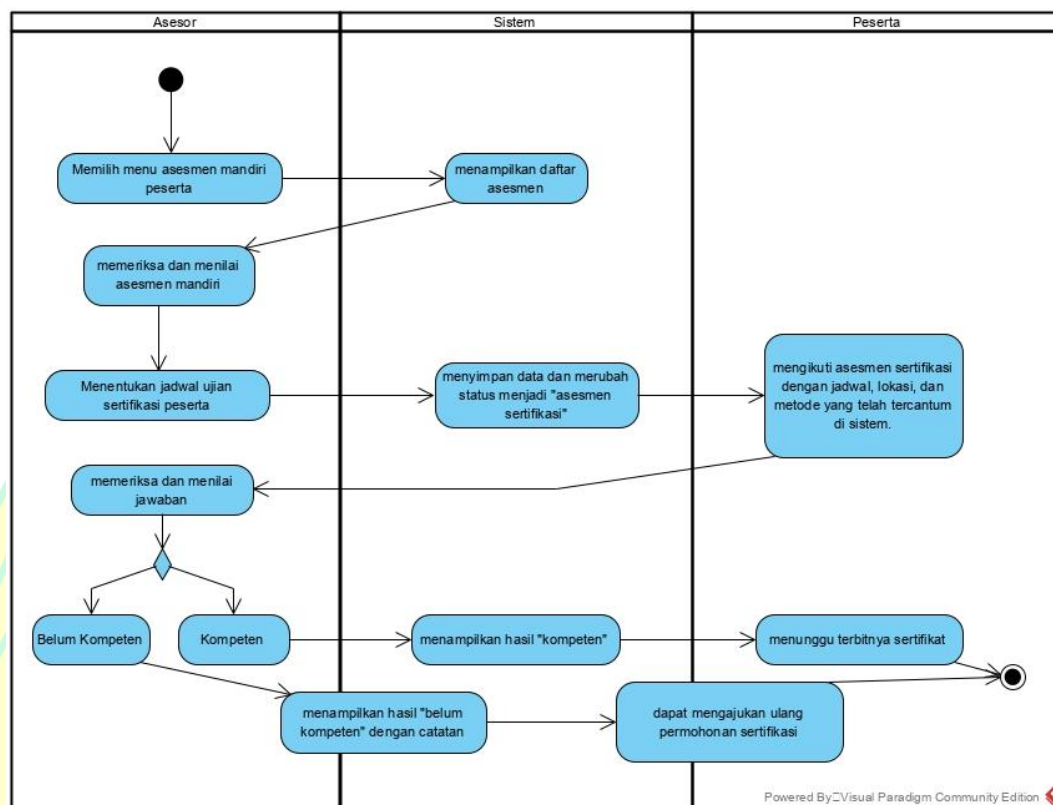 Asesor
Sistem
Peserta
Memilih menu asesmen mandiri
peserta
menampilkan daftar
asesmen
memeriksa dan menilai
asesmen mandiri
Menentukan jadwal ujian
sertifikasi peserta
menyimpan data dan merubah
status menjadi "asesmen
sertifikasi"
mengikuti asesmen sertifikasi
dengan jadwal, lokasi, dan
metode yang telah tercantum
di sistem.
memeriksa dan menilai
jawaban
Belum Kompeten
Kompeten
menampilkan hasil "kompeten"
menunggu terbitnya sertifikat
menampilkan hasil "belum
kompeten" dengan catatan
dapat mengajukan ulang
permohonan sertifikasi
Powered By Visual Paradigm Community Edition